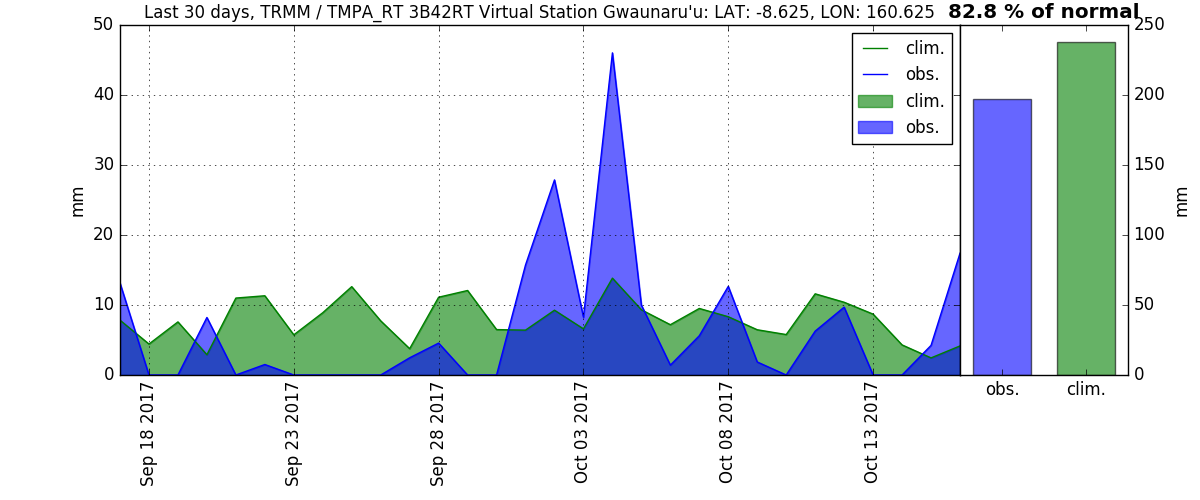 Last 30 days, TRMM / TMPA_RT 3B42RT Virtual Station Gwaunaru'u: LAT: -8.625, LON: 160.625
82.8 % of normal
50
40
30
20
10
0
mm
clim.
obs.
clim.
obs.
250
200
150
100
50
0
mm
Sep 18 2017
Sep 23 2017
Sep 28 2017
Oct 03 2017
Oct 08 2017
Oct 13 2017
obs.
clim.